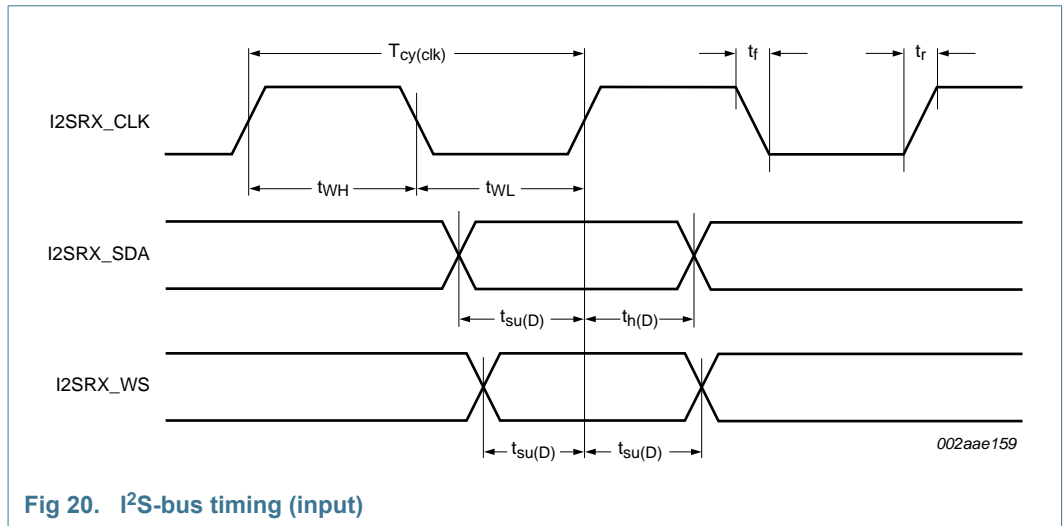 Tcy(clk)
tf
tr
I2SRX_CLK
tWH
tWL
I2SRX_SDA
tsu(D)
th(D)
I2SRX_WS
tsu(D)
tsu(D)
002aae159
Fig 20. I²S-bus timing (input)